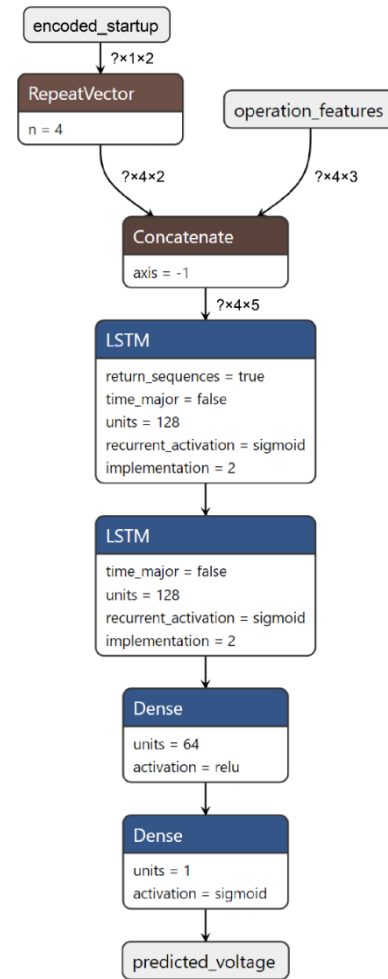 encoded_startup
?×1×2
RepeatVector
n = 4
operation_features
?×4×2
?×4×3
Concatenate
axis = -1
?×4×5
LSTM
return_sequences = true
time_major = false
units = 128
recurrent_activation = sigmoid
implementation = 2
LSTM
time_major = false
units = 128
recurrent_activation = sigmoid
implementation = 2
Dense
units = 64
activation = relu
Dense
units = 1
activation = sigmoid
predicted_voltage